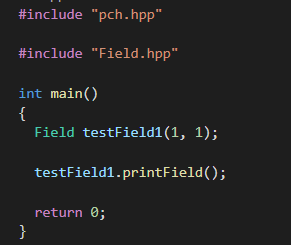 #include "pch.hpp"
#include "Field.hpp"
int main()
{
  Field testField1(1, 1);
  testField1.printField();
  return 0;
}